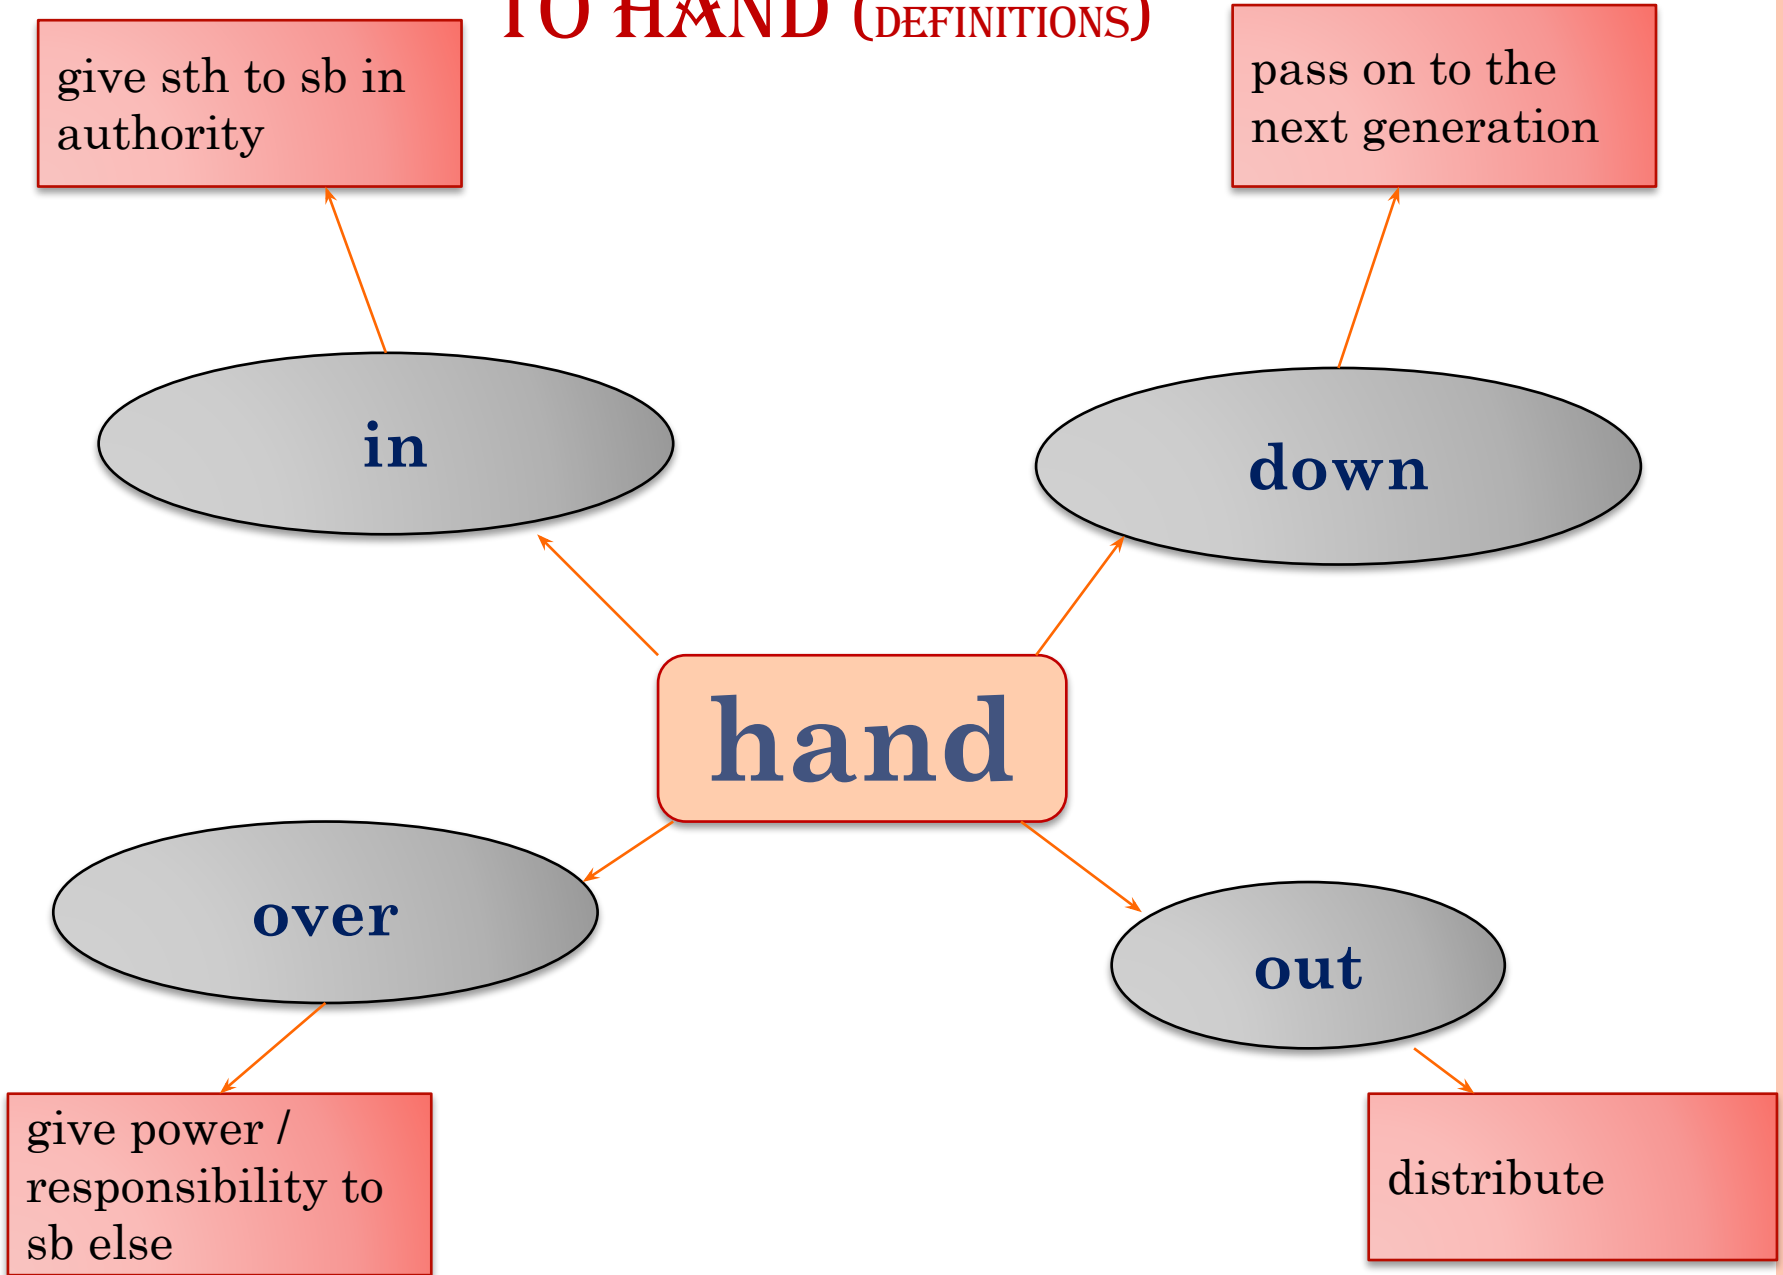 TO HAND (DEFINITIONS)
give sth to sb in
authority
pass on to the
next generation
in
down
hand
over
out
give power /
responsibility to
sb else
distribute